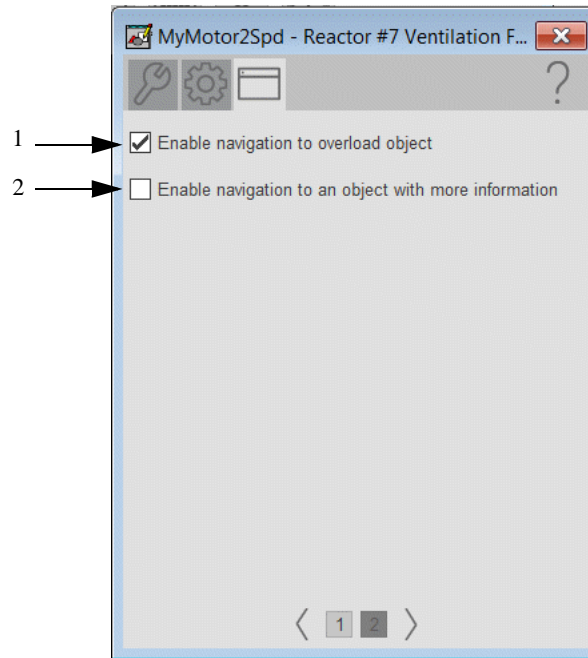 MyMotor2Spd - Reactor #7 Ventilation F...
?
1
Enable navigation to overload object
2
Enable navigation to an object with more information
1 2